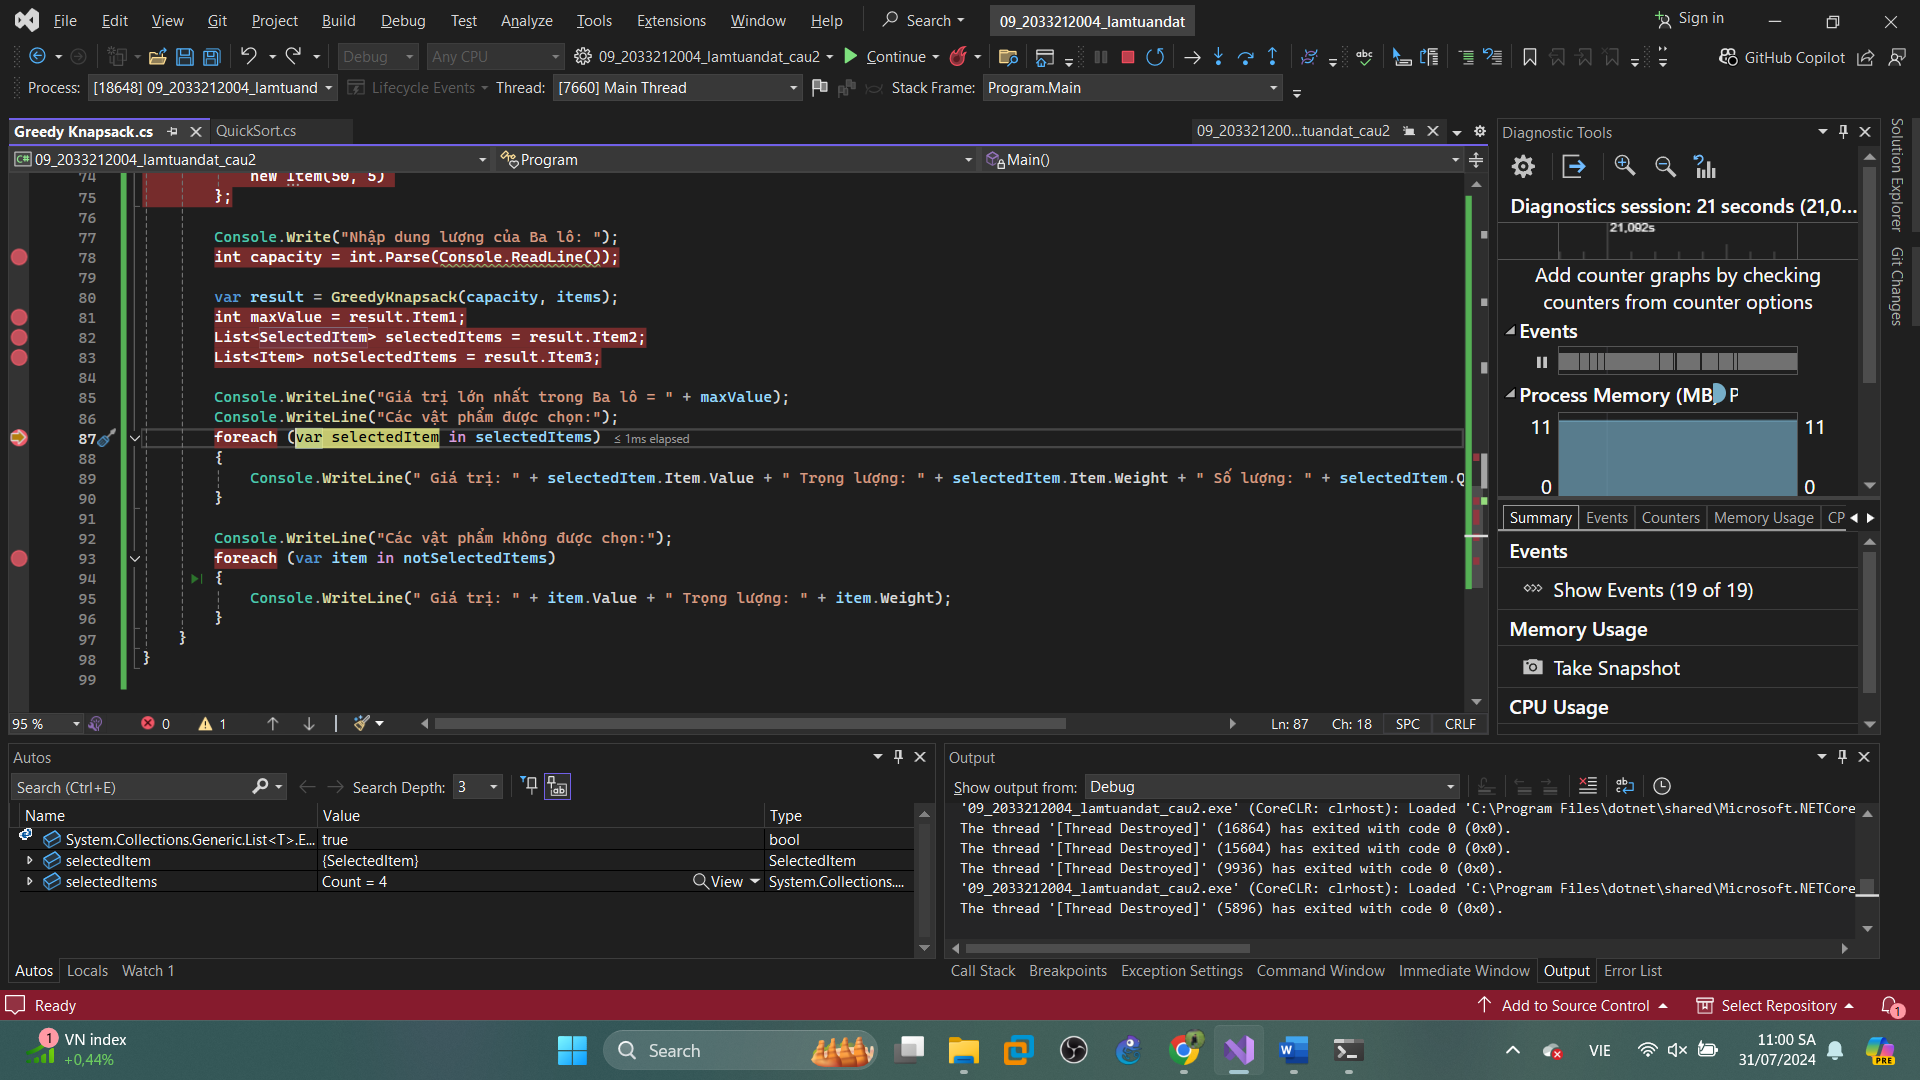 File Edit View Git Project Build Debug Test Analyze Tools Extensions Window Help Search 09_2033212004_lamtuandat Sign in
Debug Any CPU 09_2033212004_lamtuandat_cau2 Continue GitHub Copilot
Process: [18648] 09_2033212004_lamtuand Lifecycle Events Thread: [7660] Main Thread Stack Frame: Program.Main
Greedy Knapsack.cs QuickSort.cs 09_203321200...tuandat_cau2
09_2033212004_lamtuandat_cau2 Program Main()
74 new Item(50, 5)
75 };
76
77 Console.Write("Nhập dung lượng của Ba lô: ");
78 int capacity = int.Parse(Console.ReadLine());
79
80 var result = GreedyKnapsack(capacity, items);
81 int maxValue = result.Item1;
82 List<SelectedItem> selectedItems = result.Item2;
83 List<Item> notSelectedItems = result.Item3;
84
85 Console.WriteLine("Giá trị lớn nhất trong Ba lô = " + maxValue);
86 Console.WriteLine("Các vật phẩm được chọn:");
87 foreach (var selectedItem in selectedItems) ≤ 1ms elapsed
88 {
89 Console.WriteLine(" Giá trị: " + selectedItem.Item.Value + " Trọng lượng: " + selectedItem.Item.Weight + " Số lượng: " + selectedItem.Q
90 }
91
92 Console.WriteLine("Các vật phẩm không được chọn:");
93 foreach (var item in notSelectedItems)
94 {
95 Console.WriteLine(" Giá trị: " + item.Value + " Trọng lượng: " + item.Weight);
96 }
97 }
98 }
99
95 % 0 1 Ln: 87 Ch: 18 SPC CRLF
Diagnostic Tools
Diagnostics session: 21 seconds (21,0...
21,092s
Add counter graphs by checking
counters from counter options
Events
Process Memory (MB) P
11 11
0 0
Summary Events Counters Memory Usage CP
Events
Show Events (19 of 19)
Memory Usage
Take Snapshot
CPU Usage
Solution Explorer
Git Changes
Autos
Search (Ctrl+E) Search Depth: 3
Name Value Type
System.Collections.Generic.List<T>.E... true bool
selectedItem {SelectedItem} SelectedItem
selectedItems Count = 4 View System.Collections....
Autos Locals Watch 1
Output
Show output from: Debug
'09_2033212004_lamtuandat_cau2.exe' (CoreCLR: clrhost): Loaded 'C:\Program Files\dotnet\shared\Microsoft.NETCore
The thread '[Thread Destroyed]' (16864) has exited with code 0 (0x0).
The thread '[Thread Destroyed]' (15604) has exited with code 0 (0x0).
The thread '[Thread Destroyed]' (9936) has exited with code 0 (0x0).
'09_2033212004_lamtuandat_cau2.exe' (CoreCLR: clrhost): Loaded 'C:\Program Files\dotnet\shared\Microsoft.NETCore
The thread '[Thread Destroyed]' (5896) has exited with code 0 (0x0).
Call Stack Breakpoints Exception Settings Command Window Immediate Window Output Error List
Ready Add to Source Control Select Repository 1
1 VN index
+0,44%
Search
VIE
11:00 SA
31/07/2024
PRE